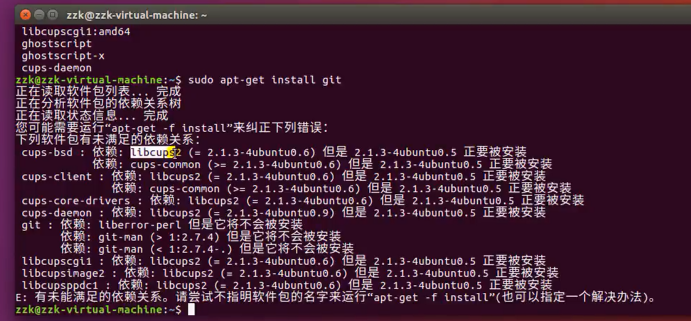 zzk@zzk-virtual-machine: ~
libcupscgi1:amd64
ghostscript
ghostscript-x
cups-daemon
zzk@zzk-virtual-machine:~$ sudo apt-get install git
正在读取软件包列表... 完成
正在分析软件包的依赖关系树
正在读取状态信息... 完成
您可能需要运行“apt-get -f install”来纠正下列错误：
下列软件包有未满足的依赖关系：
cups-bsd : 依赖: libcups2 (= 2.1.3-4ubuntu0.6) 但是 2.1.3-4ubuntu0.5 正要被安装
依赖: cups-common (>= 2.1.3-4ubuntu0.6) 但是 2.1.3-4ubuntu0.5 正要被安装
cups-client : 依赖: libcups2 (= 2.1.3-4ubuntu0.6) 但是 2.1.3-4ubuntu0.5 正要被安装
依赖: cups-common (>= 2.1.3-4ubuntu0.6) 但是 2.1.3-4ubuntu0.5 正要被安装
cups-core-drivers : 依赖: libcups2 (= 2.1.3-4ubuntu0.6) 但是 2.1.3-4ubuntu0.5 正要被安装
cups-daemon : 依赖: libcups2 (= 2.1.3-4ubuntu0.9) 但是 2.1.3-4ubuntu0.5 正要被安装
git : 依赖: liberror-perl 但是它将不会被安装
依赖: git-man (> 1:2.7.4) 但是它将不会被安装
依赖: git-man (< 1:2.7.4-.) 但是它将不会被安装
libcupscgi1 : 依赖: libcups2 (= 2.1.3-4ubuntu0.6) 但是 2.1.3-4ubuntu0.5 正要被安装
libcupsimage2 : 依赖: libcups2 (= 2.1.3-4ubuntu0.6) 但是 2.1.3-4ubuntu0.5 正要被安装
libcupsppdc1 : 依赖: libcups2 (= 2.1.3-4ubuntu0.6) 但是 2.1.3-4ubuntu0.5 正要被安装
E: 有未能满足的依赖关系。请尝试不指明软件包的名字来运行“apt-get -f install”(也可以指定一个解决办法)。
zzk@zzk-virtual-machine:~$